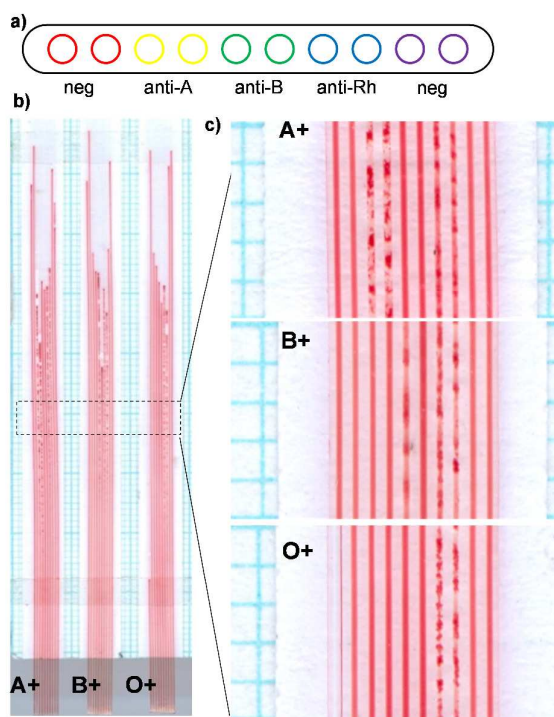 a)
neg anti-A anti-B anti-Rh neg
b)
c)
A+
B+
O+
A+ B+ O+